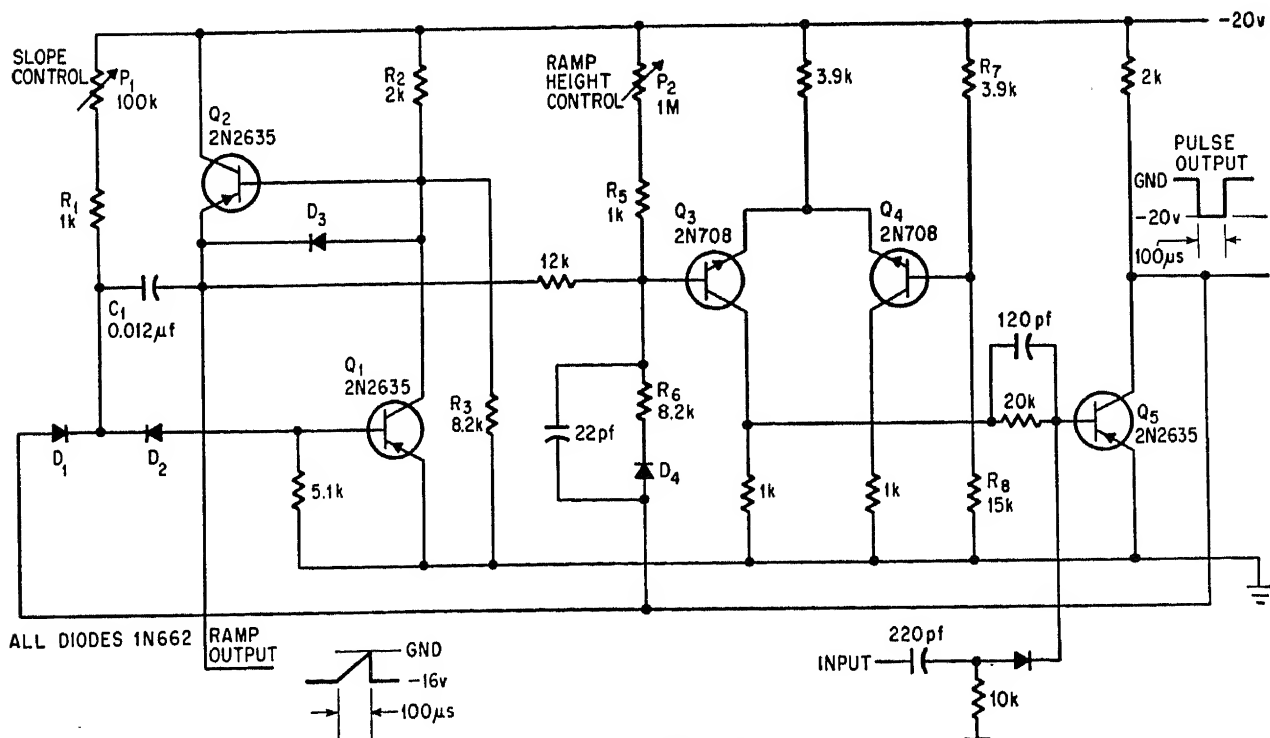 -20v
SLOPE
CONTROL
P1
100k
R1
1k
C1
0.012μf
Q2
2N2635
D3
R2
2k
Q1
2N2635
R3
8.2k
D1
D2
5.1k
RAMP
HEIGHT
CONTROL
P2
1M
R5
1k
12k
R6
8.2k
22pf
D4
Q3
2N708
3.9k
Q4
2N708
R7
3.9k
1k
1k
R8
15k
120pf
20k
Q5
2N2635
2k
PULSE
OUTPUT
GND
-20v
100μs
ALL DIODES 1N662
RAMP
OUTPUT
GND
-16v
100μs
INPUT
220pf
10k